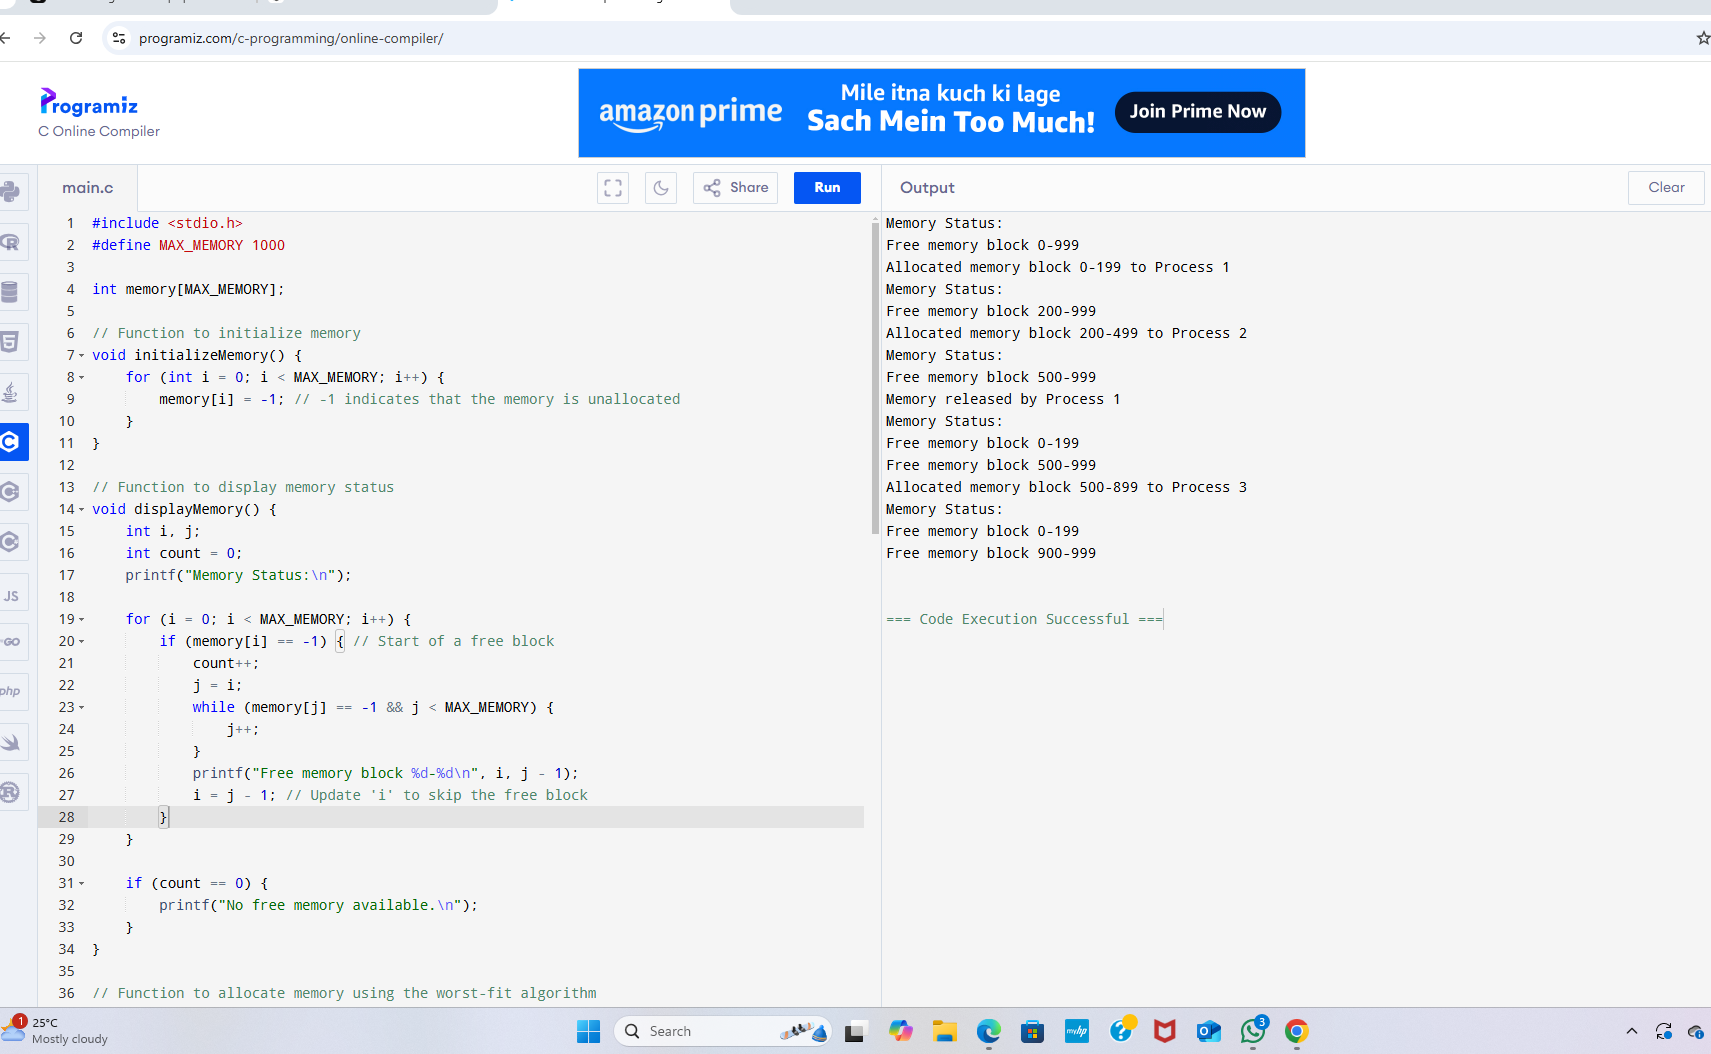 programiz.com/c-programming/online-compiler/
Programiz
C Online Compiler
amazon prime
Mile itna kuch ki lage
Sach Mein Too Much!
Join Prime Now
main.c
Share
Run
Output
Clear
1 #include <stdio.h>
2 #define MAX_MEMORY 1000
3
4 int memory[MAX_MEMORY];
5
6 // Function to initialize memory
7 void initializeMemory() {
8     for (int i = 0; i < MAX_MEMORY; i++) {
9         memory[i] = -1; // -1 indicates that the memory is unallocated
10     }
11 }
12
13 // Function to display memory status
14 void displayMemory() {
15     int i, j;
16     int count = 0;
17     printf("Memory Status:\n");
18
19     for (i = 0; i < MAX_MEMORY; i++) {
20         if (memory[i] == -1) { // Start of a free block
21             count++;
22             j = i;
23             while (memory[j] == -1 && j < MAX_MEMORY) {
24                 j++;
25             }
26             printf("Free memory block %d-%d\n", i, j - 1);
27             i = j - 1; // Update 'i' to skip the free block
28         }
29     }
30
31     if (count == 0) {
32         printf("No free memory available.\n");
33     }
34 }
35
36 // Function to allocate memory using the worst-fit algorithm
Memory Status:
Free memory block 0-999
Allocated memory block 0-199 to Process 1
Memory Status:
Free memory block 200-999
Allocated memory block 200-499 to Process 2
Memory Status:
Free memory block 500-999
Memory released by Process 1
Memory Status:
Free memory block 0-199
Free memory block 500-999
Allocated memory block 500-899 to Process 3
Memory Status:
Free memory block 0-199
Free memory block 900-999
=== Code Execution Successful ===
JS
GO
php
1
25°C
Mostly cloudy
Search
myhp
3